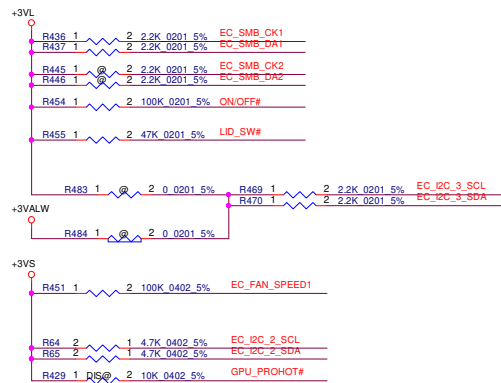 +3VL
R436 1 2 2.2K_0201_5% EC_SMB_CK1
R437 1 2 2.2K_0201_5% EC_SMB_DA1
R445 1 @ 2 2.2K_0201_5% EC_SMB_CK2
R446 1 @ 2 2.2K_0201_5% EC_SMB_DA2
R454 1 2 100K_0201_5% ON/OFF#
R455 1 2 47K_0201_5% LID_SW#
R483 1 @ 2 0_0201_5% R469 1 2 2.2K_0201_5% EC_I2C_3_SCL
R470 1 2 2.2K_0201_5% EC_I2C_3_SDA
+3VALW
R484 1 @ 2 0_0201_5%
+3VS
R451 1 2 100K_0402_5% EC_FAN_SPEED1
R64 2 1 4.7K_0402_5% EC_I2C_2_SCL
R65 2 1 4.7K_0402_5% EC_I2C_2_SDA
R429 1 DIS@ 2 10K_0402_5% GPU_PROHOT#